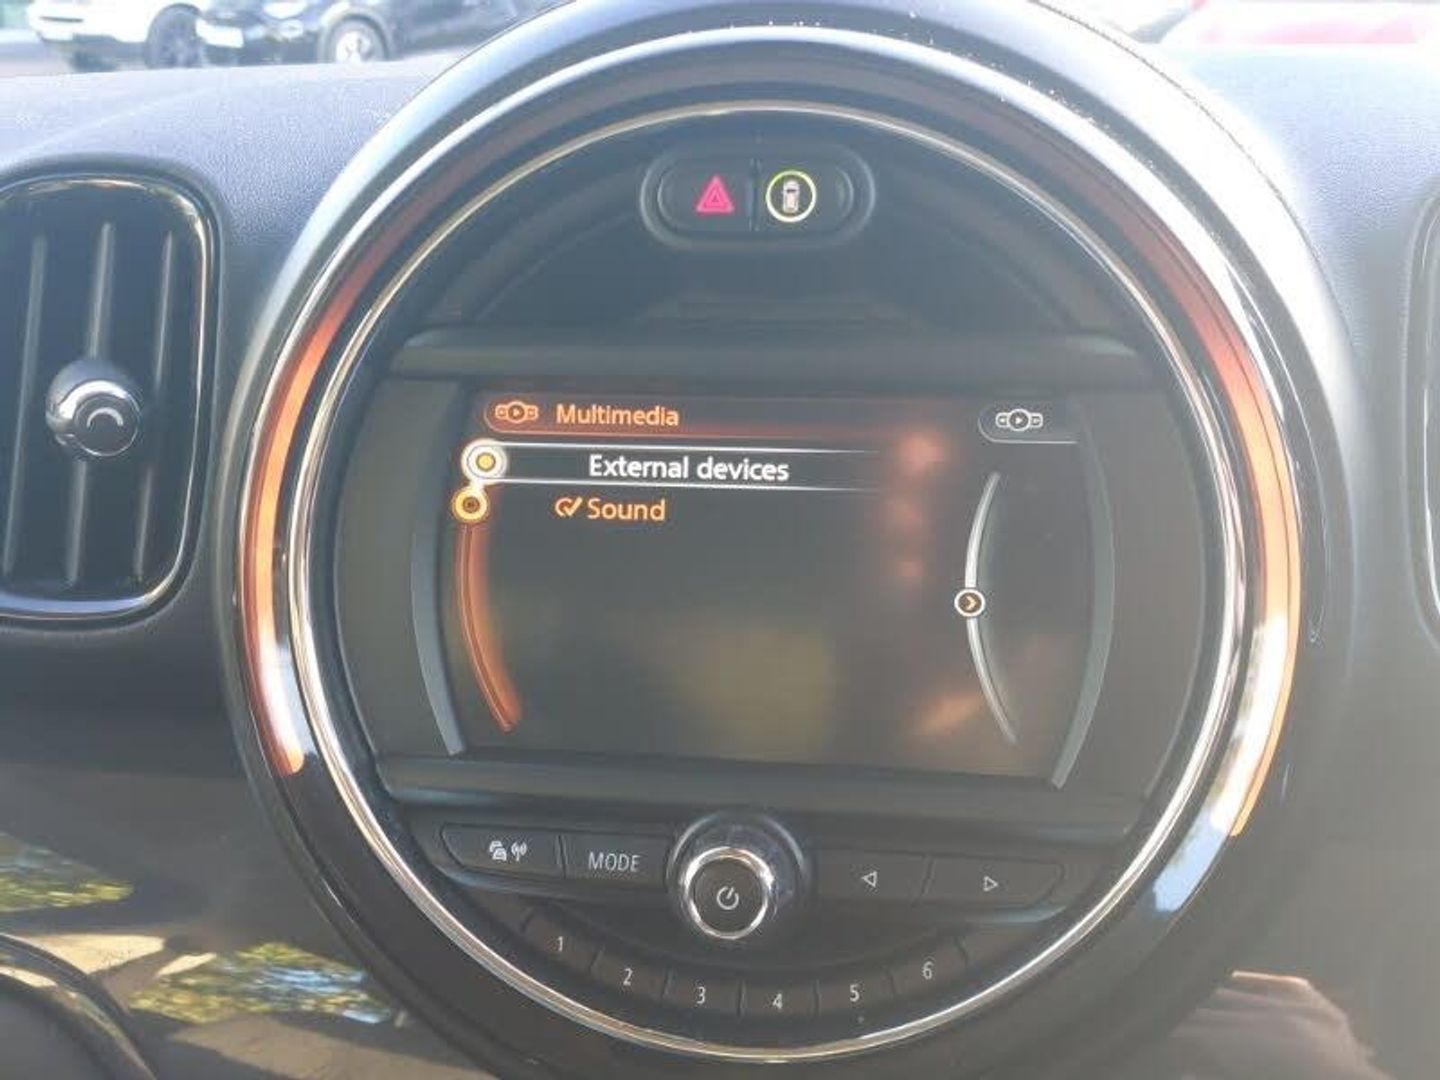 Multimedia
External devices
Sound
MODE
1 2 3 4 5 6